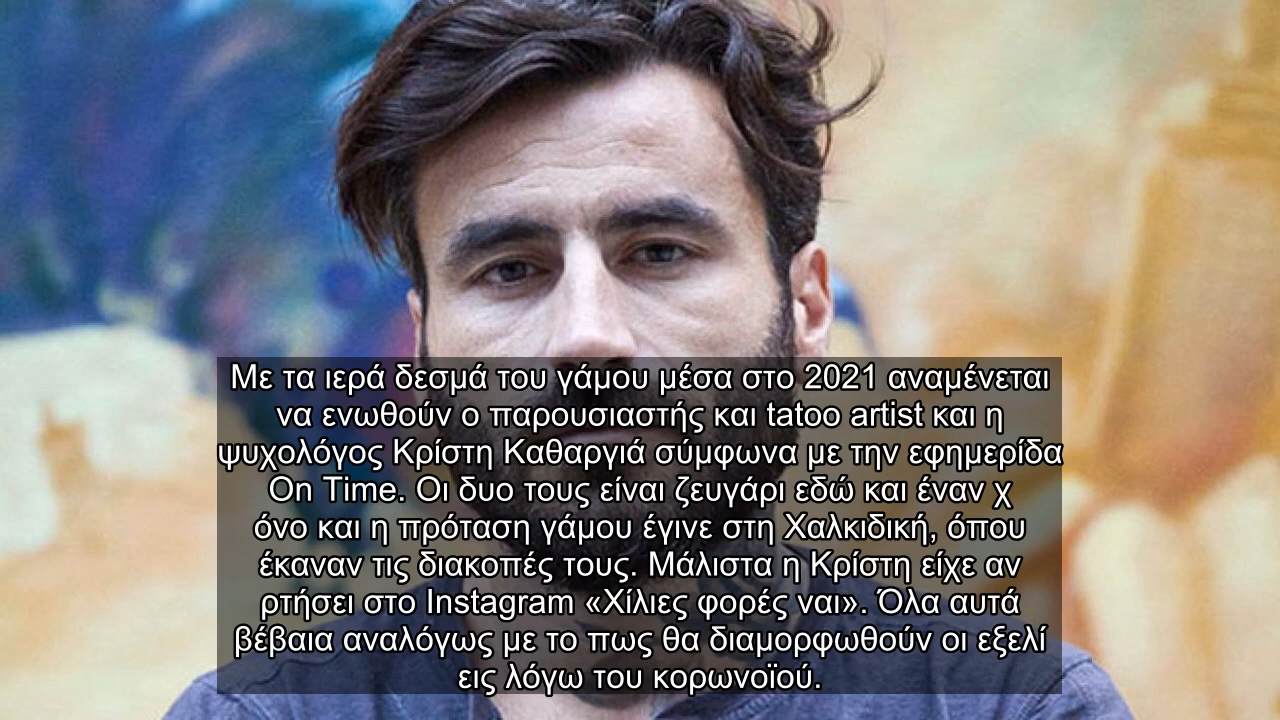 Με τα ιερά δεσμά του γάμου μέσα στο 2021 αναμένεται
να ενωθούν ο παρουσιαστής και tatoo artist και η
ψυχολόγος Κρίστη Καθαργιά σύμφωνα με την εφημερίδα
On Time. Οι δυο τους είναι ζευγάρι εδώ και έναν χ
όνο και η πρόταση γάμου έγινε στη Χαλκιδική, όπου
έκαναν τις διακοπές τους. Μάλιστα η Κρίστη είχε αν
ρτήσει στο Instagram «Χίλιες φορές ναι». Όλα αυτά
βέβαια αναλόγως με το πως θα διαμορφωθούν οι εξελί
εις λόγω του κορωνοϊού.